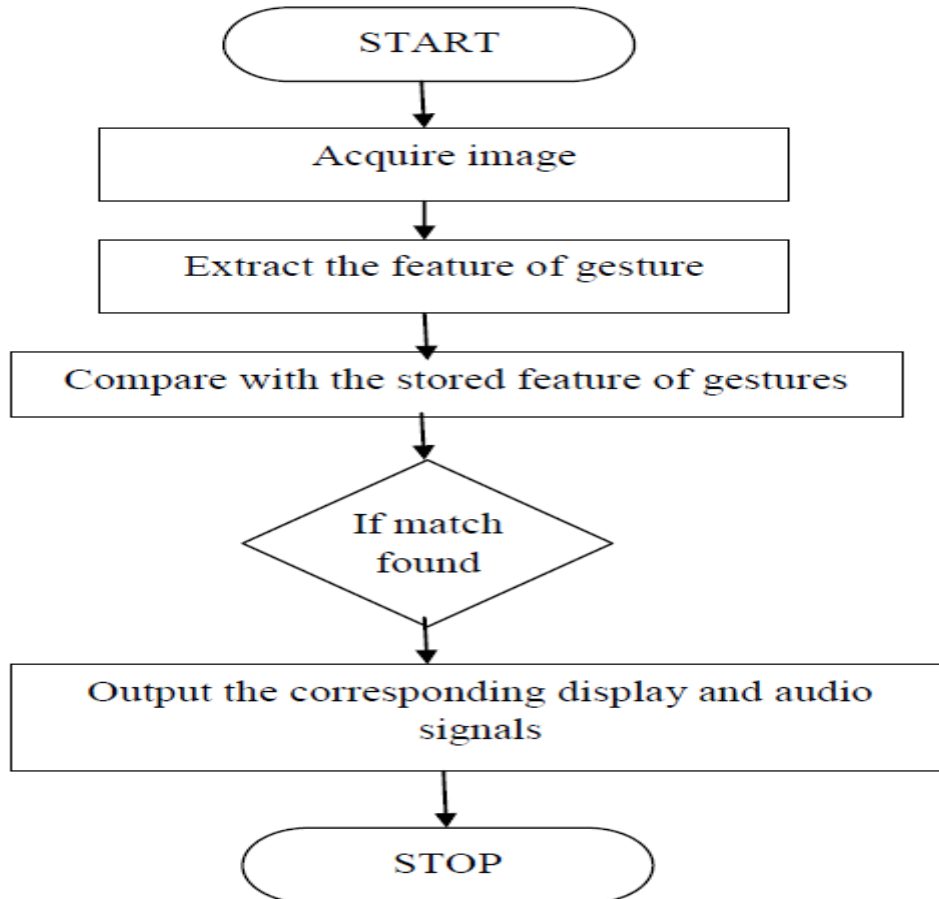 START
Acquire image
Extract the feature of gesture
Compare with the stored feature of gestures
If match
found
Output the corresponding display and audio
signals
STOP